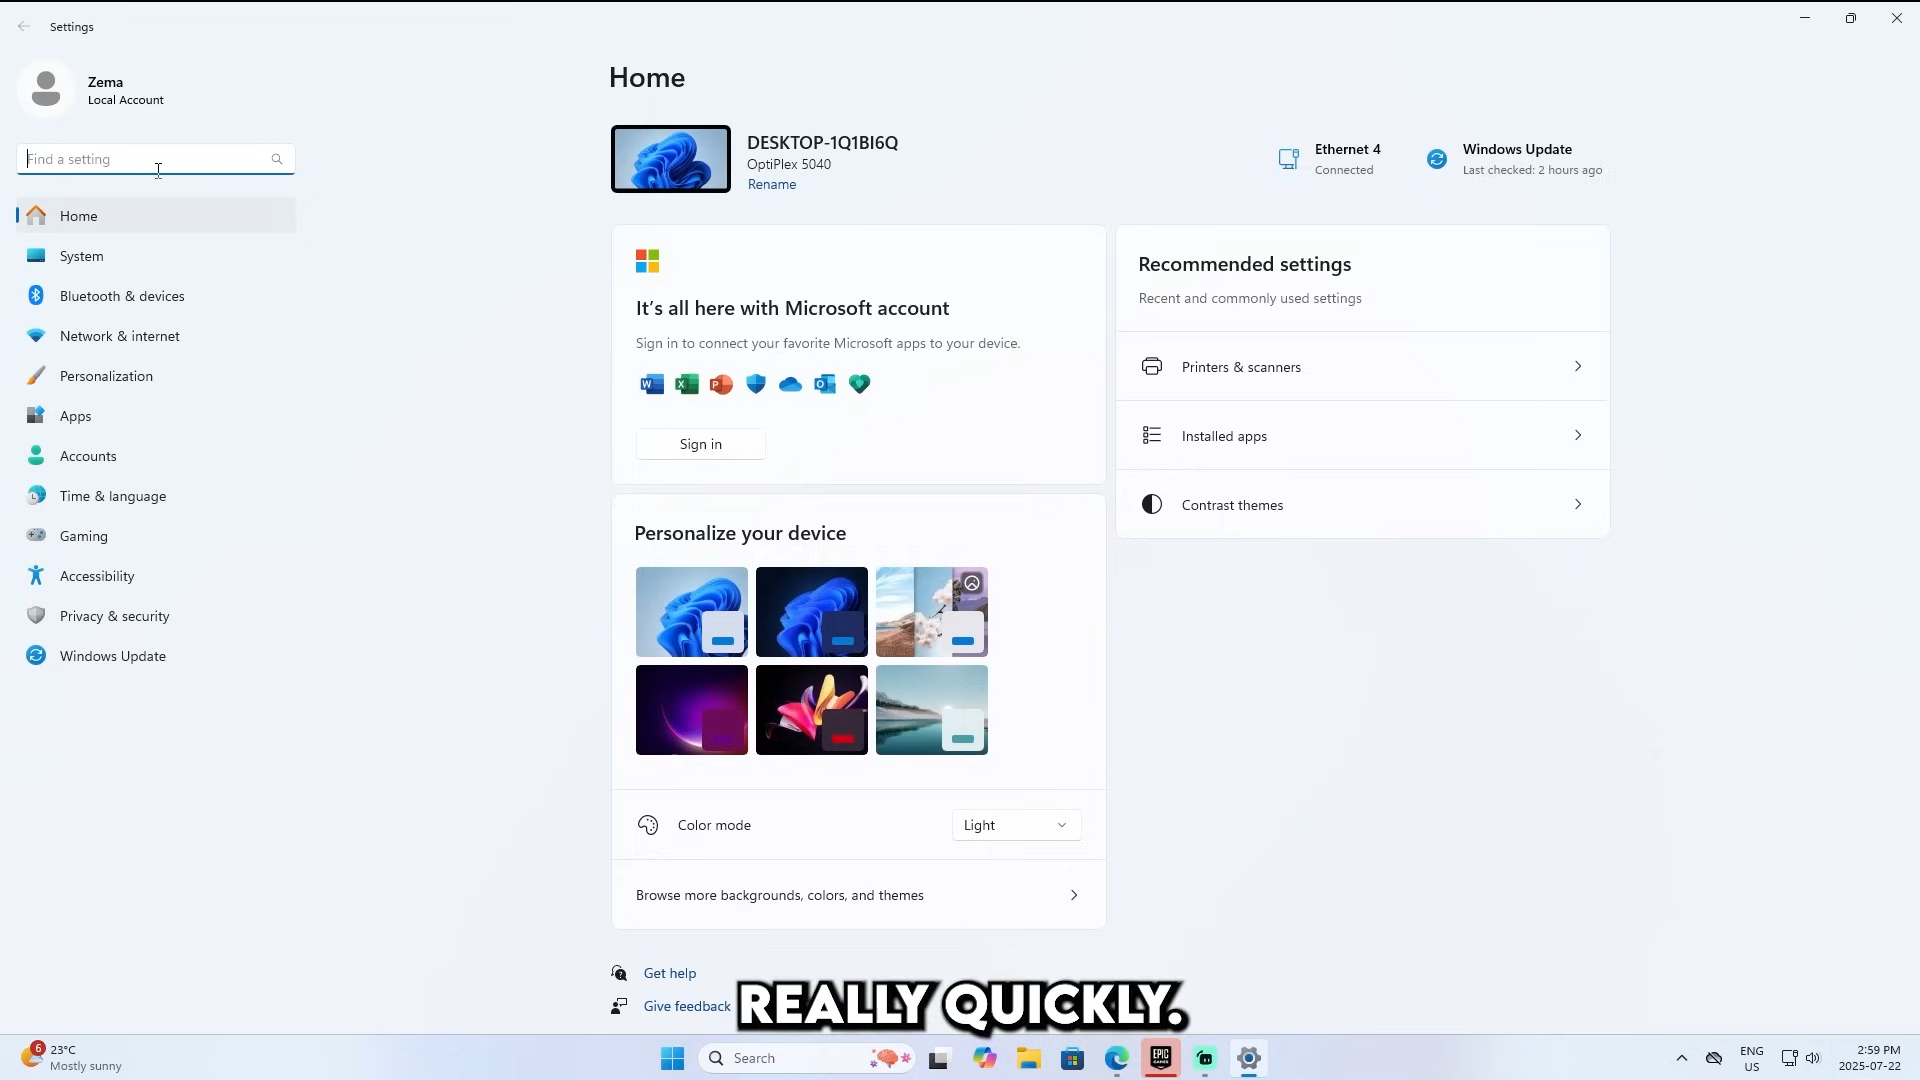 Settings
Zema
Local Account
Find a setting
Home
System
Bluetooth & devices
Network & internet
Personalization
Apps
Accounts
Time & language
Gaming
Accessibility
Privacy & security
Windows Update
Home
DESKTOP-1Q1BI6Q
OptiPlex 5040
Rename
Ethernet 4
Connected
Windows Update
Last checked: 2 hours ago
It's all here with Microsoft account
Sign in to connect your favorite Microsoft apps to your device.
Sign in
Recommended settings
Recent and commonly used settings
Printers & scanners
Installed apps
Contrast themes
Personalize your device
Color mode
Light
Browse more backgrounds, colors, and themes
Get help
Give feedback
REALLY QUICKLY.
6
23°C
Mostly sunny
Search
EPIC
GAMES
ENG
US
2:59 PM
2025-07-22